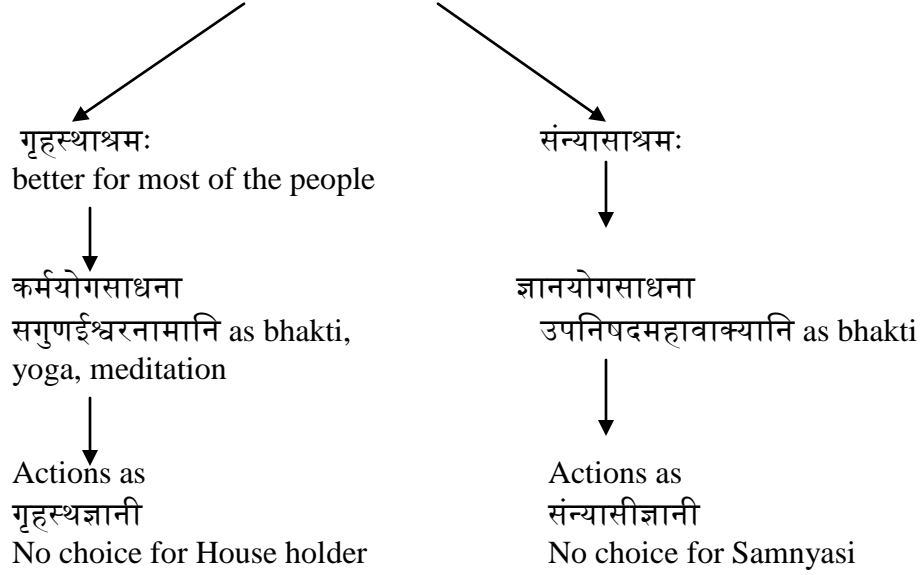 गृहस्थाश्रमः
better for most of the people
कर्मयोगसाधना
सगुणईश्वरनामानि as bhakti,
yoga, meditation
Actions as
गृहस्थज्ञानी
No choice for House holder
संन्यासाश्रमः
ज्ञानयोगसाधना
उपनिषदमहावाक्यानि as bhakti
Actions as
संन्यासीज्ञानी
No choice for Samnyasi